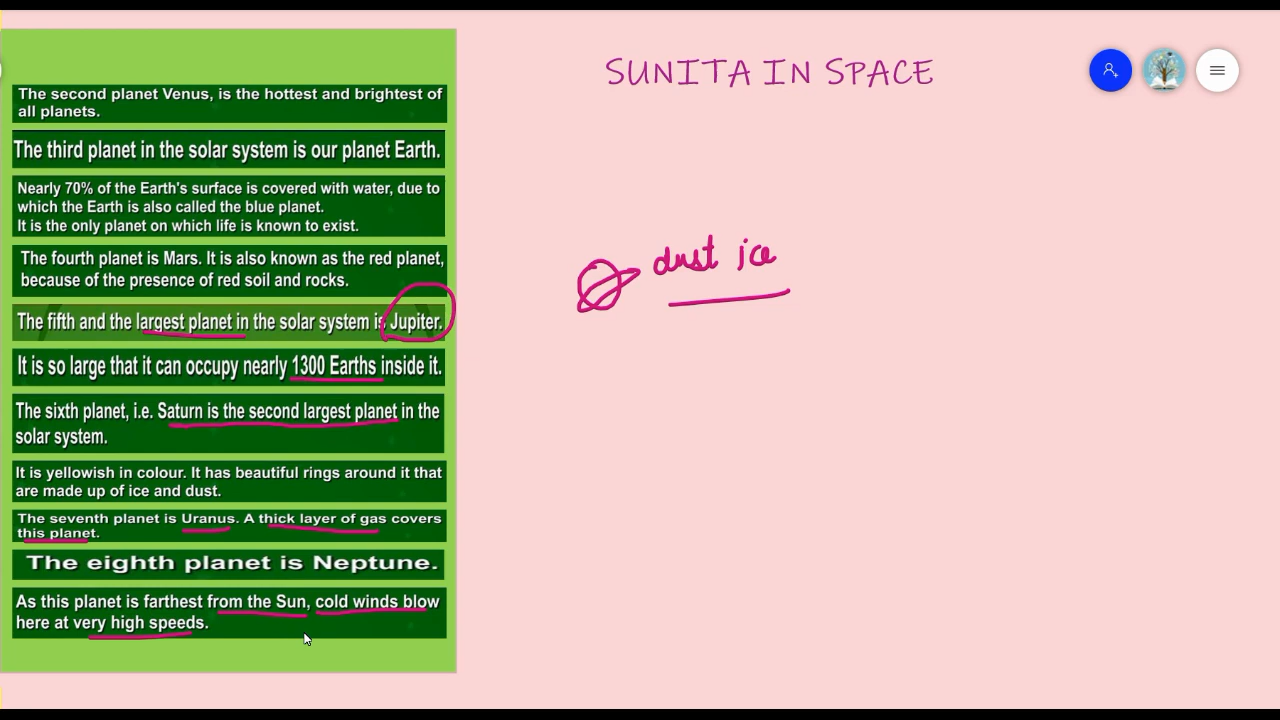 SUNITA IN SPACE
The second planet Venus, is the hottest and brightest of
all planets.
The third planet in the solar system is our planet Earth.
Nearly 70% of the Earth's surface is covered with water, due to
which the Earth is also called the blue planet.
It is the only planet on which life is known to exist.
The fourth planet is Mars. It is also known as the red planet,
because of the presence of red soil and rocks.
The fifth and the largest planet in the solar system is Jupiter.
It is so large that it can occupy nearly 1300 Earths inside it.
The sixth planet, i.e. Saturn is the second largest planet in the
solar system.
It is yellowish in colour. It has beautiful rings around it that
are made up of ice and dust.
The seventh planet is Uranus. A thick layer of gas covers
this planet.
The eighth planet is Neptune.
As this planet is farthest from the Sun, cold winds blow
here at very high speeds.
dust ice